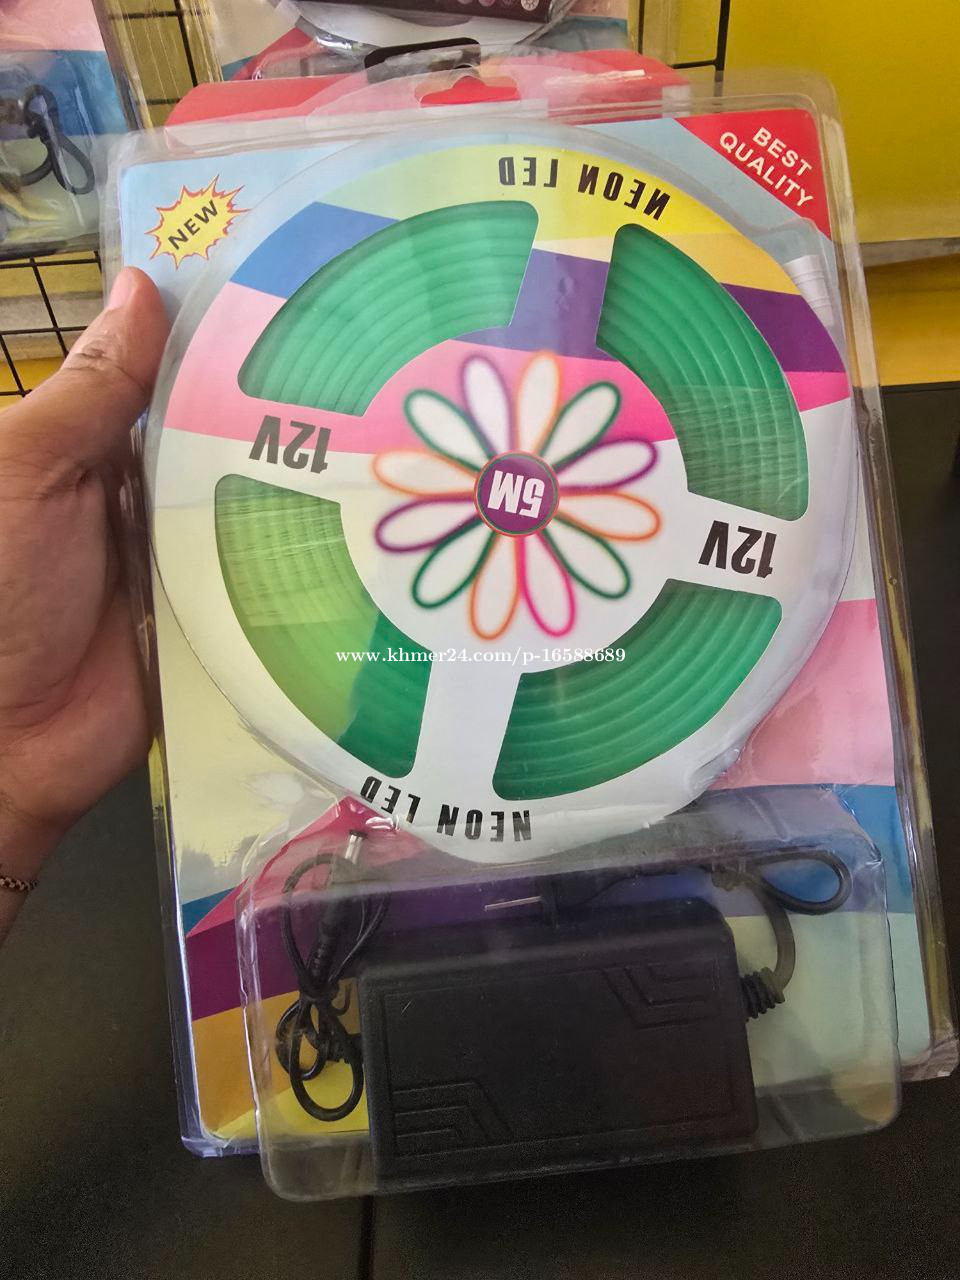 BEST
QUALITY
NEW
NEON LED
12V
5M
12V
www.khmer24.com/p-16588689
NEON LED